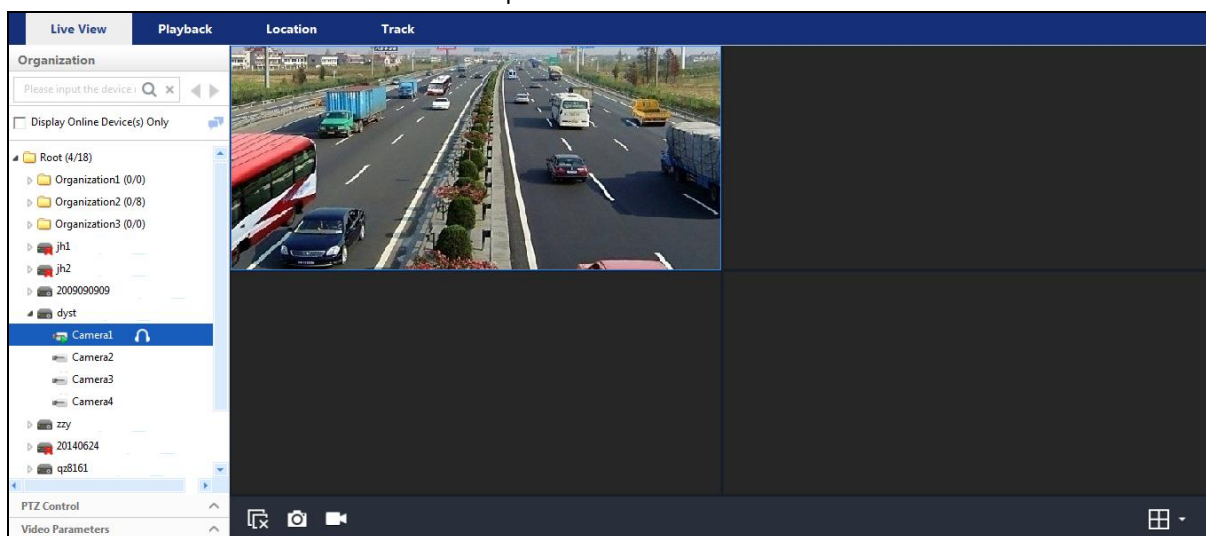 Live View Playback Location Track
Organization
Please input the device
Display Online Device(s) Only
Root (4/18)
Organization1 (0/0)
Organization2 (0/8)
Organization3 (0/0)
jh1
jh2
2009090909
dyst
Camera1
Camera2
Camera3
Camera4
zzy
20140624
qz8161
PTZ Control
Video Parameters